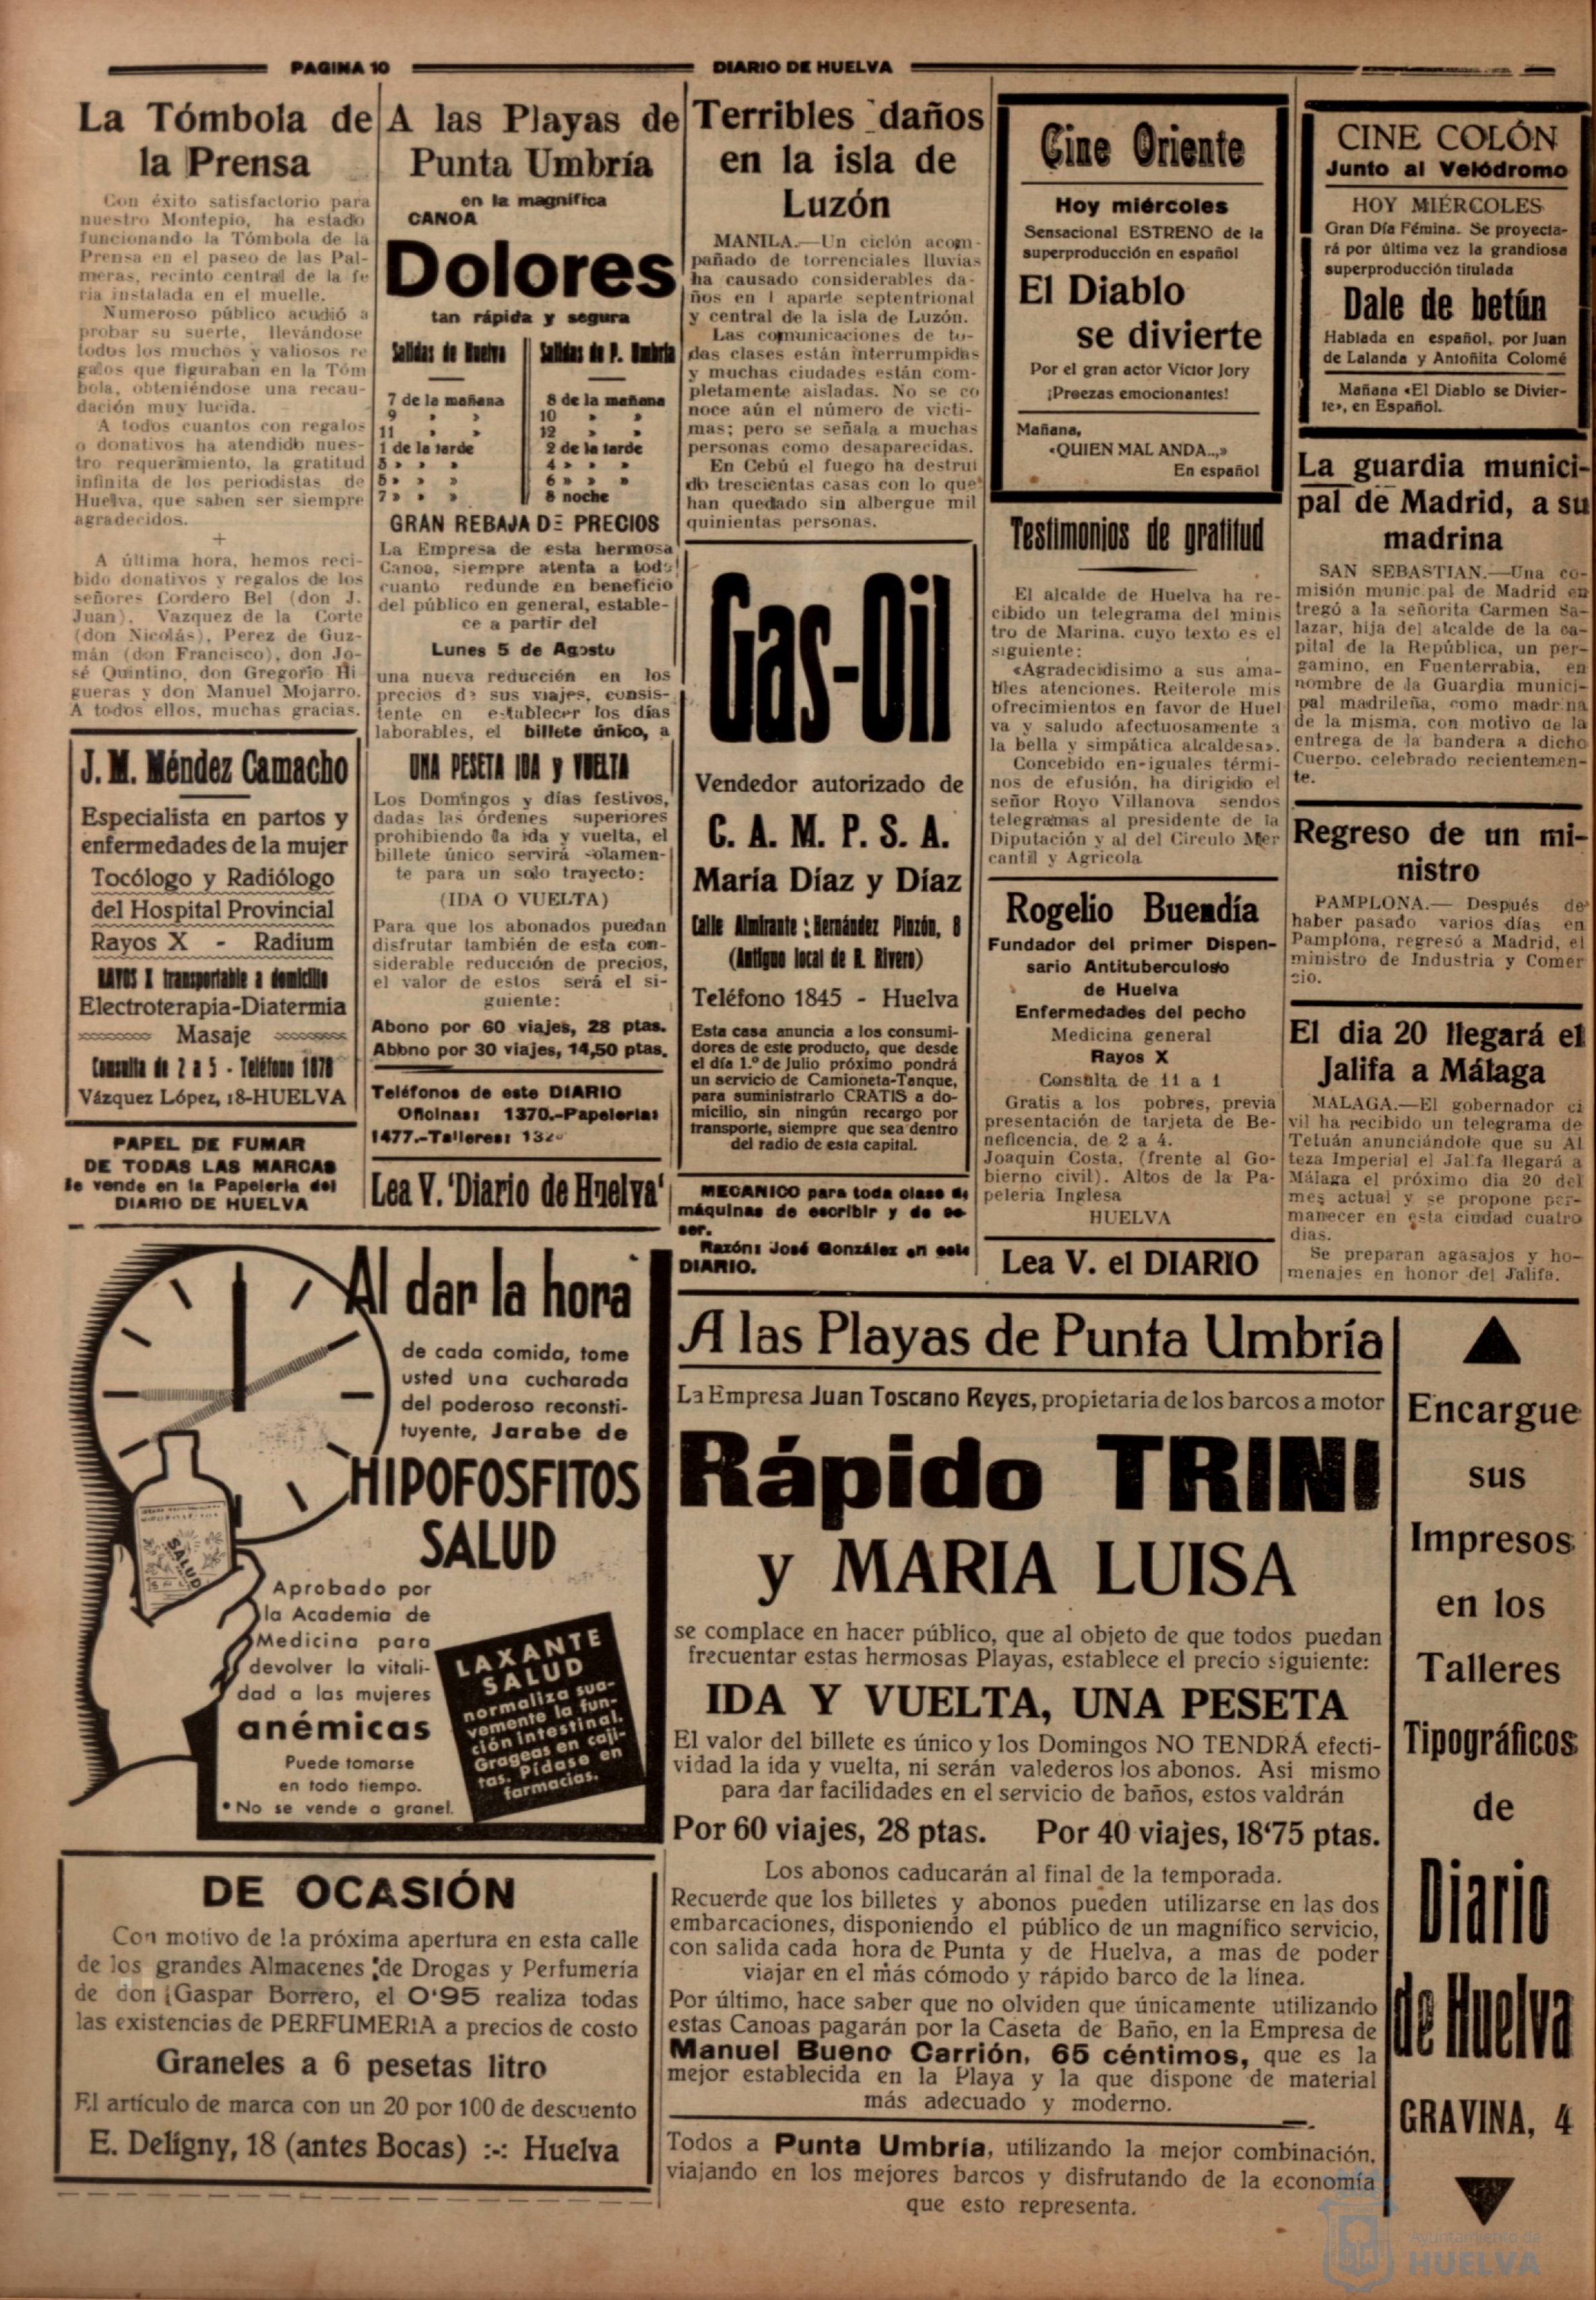 PAGINA 10
DIARIO DE HUELVA
La Tómbola de
la Prensa
Con éxito satisfactorio para
nuestro Montepio, ha estado
funcionando la Tómbola de la
Prensa en el paseo de las Pal-
meras, recinto central de la fe
ria instalada en el muelle.
Numeroso público acudió a
probar su suerte, llevándose
todos los muchos y valiosos re
galos que figuraban en la Tóm
bola, obteniéndose una recau-
dación muy lucida.
A todos cuantos con regalos
o donativos ha atendido nues-
tro requerimiento, la gratitud
infinita de los periodistas de
Huelva, que saben ser siempre
agradecidos.
+
A última hora, hemos reci-
bido donativos y regalos de los
señores Cordero Bel (don J.
Juan), Vazquez de la Corte
(don Nicolás), Perez de Guz-
mán (don Francisco), don Jo-
sé Quintino, don Gregorio Hi
gueras y don Manuel Mojarro.
A todos ellos, muchas gracias.
J. M. Méndez Camacho
Especialista en partos y
enfermedades de la mujer
Tocólogo y Radiólogo
del Hospital Provincial
Rayos X - Radium
RAYOS X transportable a domicilio
Electroterapia-Diatermia
Masaje
Consulta de 2 a 5 - Teléfono 1878
Vázquez López, 18-HUELVA
PAPEL DE FUMAR
DE TODAS LAS MARCAS
se vende en la Papelería del
DIARIO DE HUELVA
A las Playas de
Punta Umbría
en la magnífica
CANOA
Dolores
tan rápida y segura
Salidas de Huelva
Salidas de P. Umbría
7 de la mañana
8 de la mañana
9 » »
10 » »
11 » »
12 » »
1 de la tarde
2 de la tarde
3 » » »
4 » » »
5 » » »
6 » » »
7 » » »
8 noche
GRAN REBAJA DE PRECIOS
La Empresa de esta hermosa
Canoa, siempre atenta a todo
cuanto redunde en beneficio
del público en general, estable-
ce a partir del
Lunes 5 de Agosto
una nueva reducción en los
precios de sus viajes, consis-
tente en establecer los días
laborables, el billete único, a
UNA PESETA IDA y VUELTA
Los Domingos y días festivos,
dadas las órdenes superiores
prohibiendo la ida y vuelta, el
billete único servirá solamen-
te para un solo trayecto:
(IDA O VUELTA)
Para que los abonados puedan
disfrutar también de esta con-
siderable reducción de precios,
el valor de estos será el si-
guiente:
Abono por 60 viajes, 28 ptas.
Abono por 30 viajes, 14,50 ptas.
Teléfonos de este DIARIO
Oficinas: 1370.-Papelería:
1477.-Talleres:
Lea V. 'Diario de Huelva'
Terribles daños
en la isla de
Luzón
MANILA.—Un ciclón acom-
pañado de torrenciales lluvias
ha causado considerables da-
ños en l aparte septentrional
y central de la isla de Luzón.
Las comunicaciones de to-
das clases están interrumpidas
y muchas ciudades están com-
pletamente aisladas. No se co
noce aún el número de victi-
mas; pero se señala a muchas
personas como desaparecidas.
En Cebú el fuego ha destrui
do trescientas casas con lo que
han quedado sin albergue mil
quinientas personas.
Gas-Oil
Vendedor autorizado de
C. A. M. P. S. A.
María Díaz y Díaz
Calle Almirante Hernández Pinzón, 8
(Antiguo local de R. Rivero)
Teléfono 1845 - Huelva
Esta casa anuncia a los consumi-
dores de este producto, que desde
el día 1.º de Julio próximo pondrá
un servicio de Camioneta-Tanque,
para suministrarlo CRATIS a do-
micilio, sin ningún recargo por
transporte, siempre que sea dentro
del radio de esta capital.
MECANICO para toda clase de
máquinas de escribir y de co-
ser.
Razón: José González en este
DIARIO.
Cine Oriente
Hoy miércoles
Sensacional ESTRENO de la
superproducción en español
El Diablo
se divierte
Por el gran actor Victor Jory
¡Proezas emocionantes!
Mañana,
«QUIEN MAL ANDA...»
En español
Testimonios de gratitud
El alcalde de Huelva ha re-
cibido un telegrama del minis
tro de Marina. cuyo texto es el
siguiente:
«Agradecidisimo a sus ama-
bles atenciones. Reiterole mis
ofrecimientos en favor de Huel
va y saludo afectuosamente a
la bella y simpática alcaldesa».
Concebido en iguales térmi-
nos de efusión, ha dirigido el
señor Royo Villanova sendos
telegramas al presidente de la
Diputación y al del Circulo Mer
cantil y Agricola
Rogelio Buendía
Fundador del primer Dispen-
sario Antituberculoso
de Huelva
Enfermedades del pecho
Medicina general
Rayos X
Consulta de 11 a 1
Gratis a los pobres, previa
presentación de tarjeta de Be-
neficencia, de 2 a 4.
Joaquin Costa, (frente al Go-
bierno civil). Altos de la Pa-
peleria Inglesa
HUELVA
Lea V. el DIARIO
CINE COLÓN
Junto al Velódromo
HOY MIÉRCOLES
Gran Día Fémina. Se proyecta-
rá por última vez la grandiosa
superproducción titulada
Dale de betún
Hablada en español, por Juan
de Lalanda y Antoñita Colomé
Mañana «El Diablo se Divier-
te», en Español.
La guardia munici-
pal de Madrid, a su
madrina
SAN SEBASTIAN.—Una co-
misión municipal de Madrid en
tregó a la señorita Carmen Sa-
lazar, hija del alcalde de la ca-
pital de la República, un per-
gamino, en Fuenterrabia, en
nombre de la Guardia munici-
pal madrileña, como madrina
de la misma, con motivo de la
entrega de la bandera a dicho
Cuerpo, celebrado recientemen-
te.
Regreso de un mi-
nistro
PAMPLONA.— Después de
haber pasado varios días en
Pamplona, regresó a Madrid, el
ministro de Industria y Comer
cio.
El dia 20 llegará el
Jalifa a Málaga
MALAGA.—El gobernador ci
vil ha recibido un telegrama de
Teluán anunciándole que su Al
teza Imperial el Jalifa llegará a
Málaga el próximo dia 20 del
mes actual y se propone per-
manecer en esta ciudad cuatro
dias.
Se preparan agasajos y ho-
menajes en honor del Jalifa.
Al dar la hora
de cada comida, tome
usted una cucharada
del poderoso reconsti-
tuyente, Jarabe de
HIPOFOSFITOS
SALUD
SALUD
Aprobado por
la Academia de
Medicina para
devolver la vitali-
dad a las mujeres
anémicas
Puede tomarse
en todo tiempo.
• No se vende a granel.
LAXANTE
SALUD
normaliza sua-
vemente la fun-
ción intestinal.
Grageas en caji-
tas. Pídase en
farmacias.
DE OCASIÓN
Con motivo de la próxima apertura en esta calle
de los grandes Almacenes de Drogas y Perfumería
de don Gaspar Borrero, el O'95 realiza todas
las existencias de PERFUMERIA a precios de costo
Graneles a 6 pesetas litro
El artículo de marca con un 20 por 100 de descuento
E. Deligny, 18 (antes Bocas) :-: Huelva
A las Playas de Punta Umbría
La Empresa Juan Toscano Reyes, propietaria de los barcos a motor
Rápido TRINI
y MARIA LUISA
se complace en hacer público, que al objeto de que todos puedan
frecuentar estas hermosas Playas, establece el precio siguiente:
IDA Y VUELTA, UNA PESETA
El valor del billete es único y los Domingos NO TENDRÁ efecti-
vidad la ida y vuelta, ni serán valederos los abonos. Asi mismo
para dar facilidades en el servicio de baños, estos valdrán
Por 60 viajes, 28 ptas. Por 40 viajes, 18'75 ptas.
Los abonos caducarán al final de la temporada.
Recuerde que los billetes y abonos pueden utilizarse en las dos
embarcaciones, disponiendo el público de un magnífico servicio,
con salida cada hora de Punta y de Huelva, a mas de poder
viajar en el más cómodo y rápido barco de la línea.
Por último, hace saber que no olviden que únicamente utilizando
estas Canoas pagarán por la Caseta de Baño, en la Empresa de
Manuel Bueno Carrión, 65 céntimos, que es la
mejor establecida en la Playa y la que dispone de material
más adecuado y moderno.
Todos a Punta Umbría, utilizando la mejor combinación,
viajando en los mejores barcos y disfrutando de la economía
que esto representa.
Encargue
sus
Impresos
en los
Talleres
Tipográficos
de
Diario
de Huelva
GRAVINA, 4
Ayuntamiento de
HUELVA